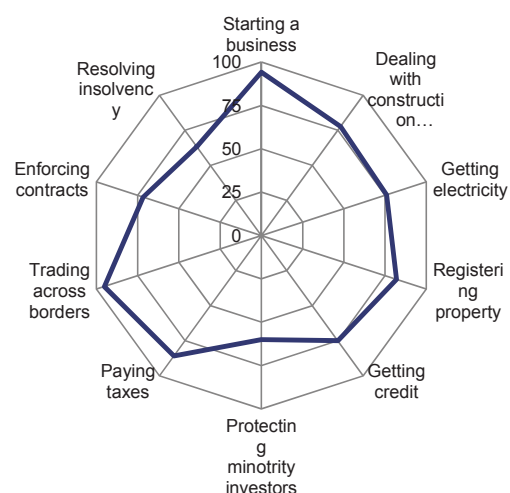 Starting a
business
100
75
50
25
0
Dealing
with
constructi
on…
Getting
electricity
Registeri
ng
property
Getting
credit
Protectin
g
minotrity
investors
Paying
taxes
Trading
across
borders
Enforcing
contracts
Resolving
insolvenc
y